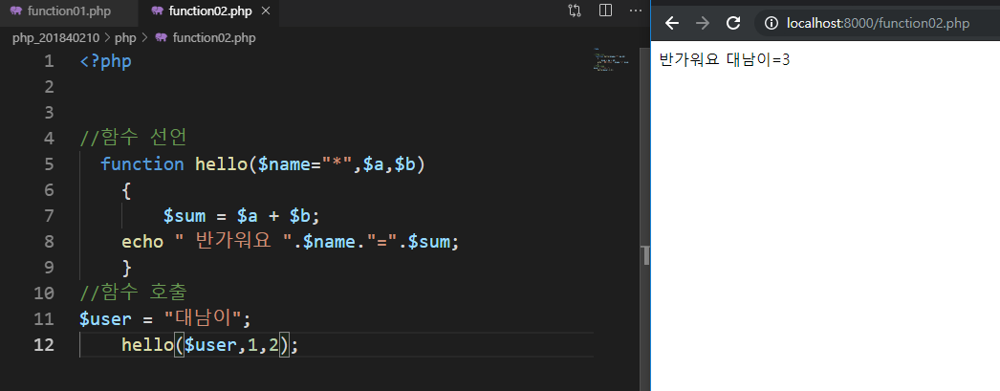 function01.php function02.php
php_201840210 > php > function02.php
1 <?php
2
3
4 //함수 선언
5 function hello($name="*",$a,$b)
6 {
7 $sum = $a + $b;
8 echo " 반가워요 ".$name."=".$sum;
9 }
10 //함수 호출
11 $user = "대남이";
12 hello($user,1,2);
localhost:8000/function02.php
반가워요 대남이=3